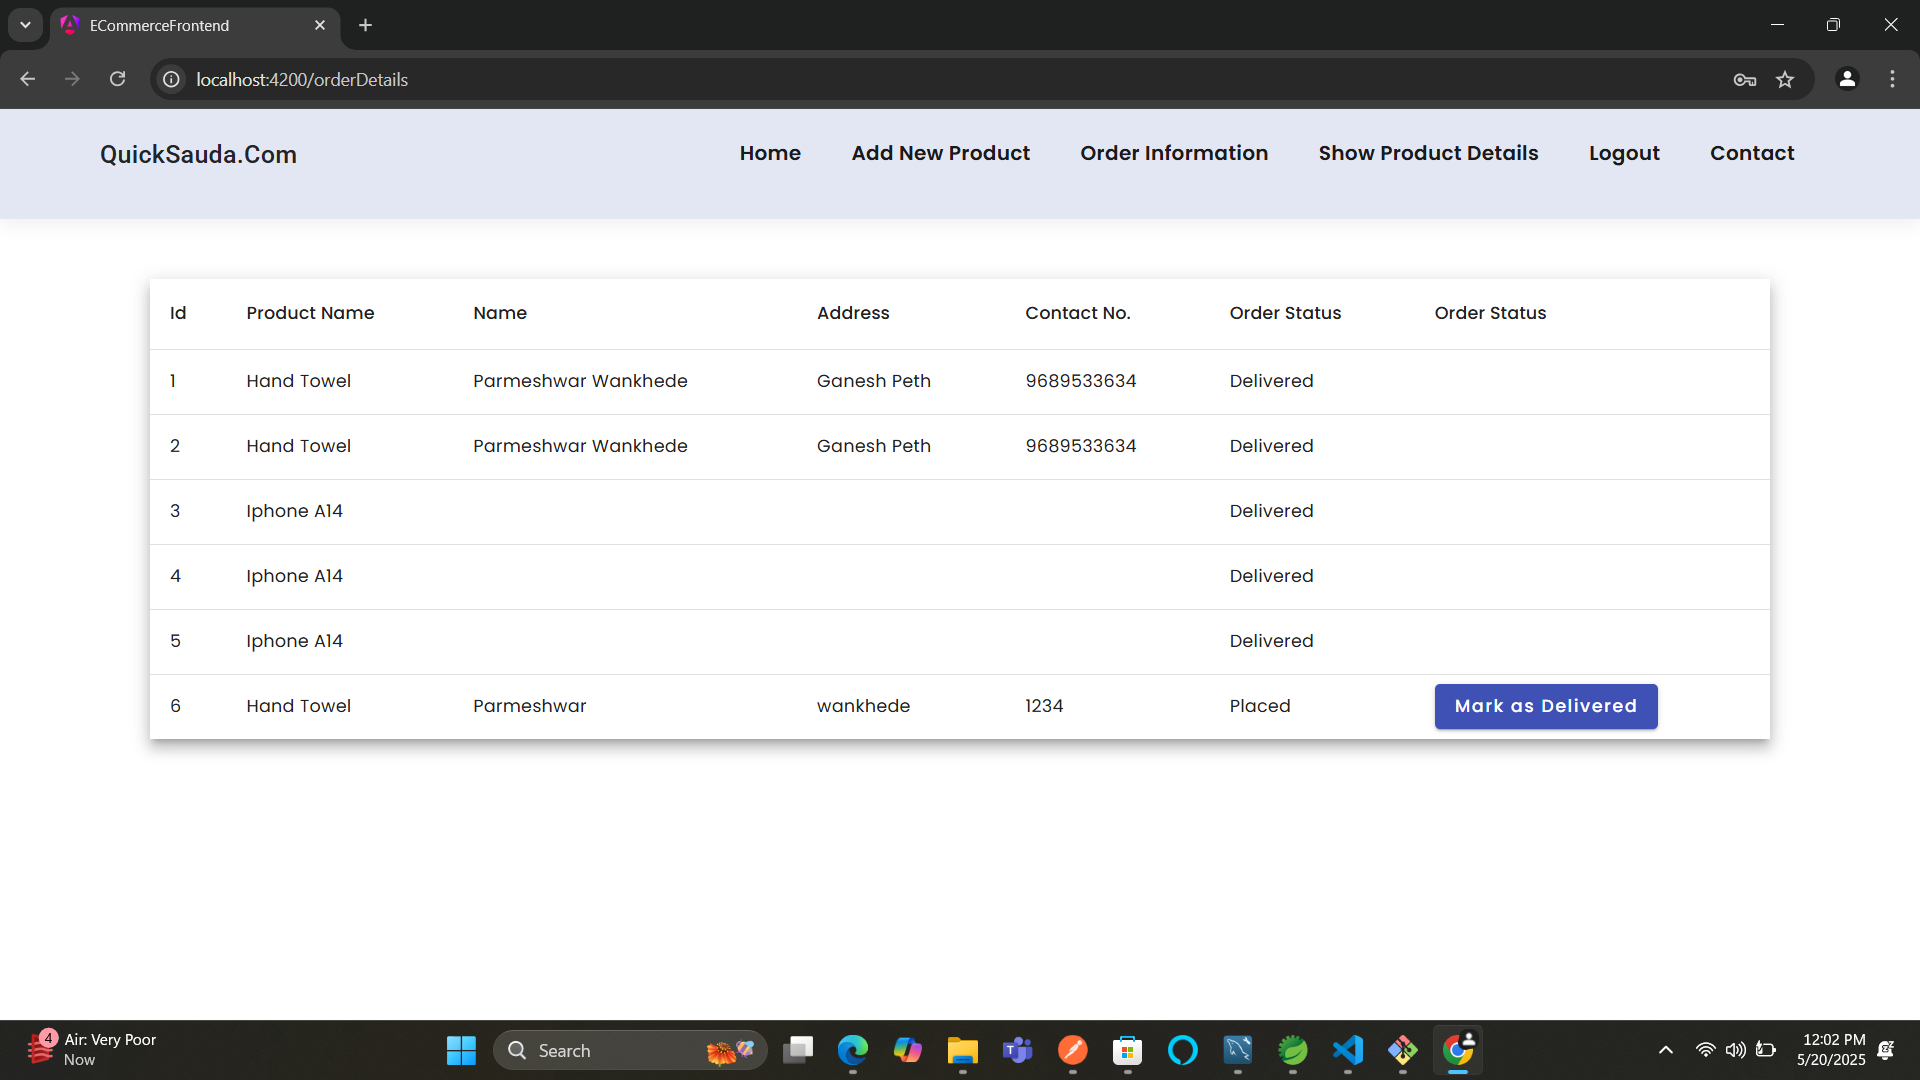 ECommerceFrontend
localhost:4200/orderDetails
QuickSauda.Com Home Add New Product Order Information Show Product Details Logout Contact
Id Product Name Name Address Contact No. Order Status Order Status
1 Hand Towel Parmeshwar Wankhede Ganesh Peth 9689533634 Delivered
2 Hand Towel Parmeshwar Wankhede Ganesh Peth 9689533634 Delivered
3 Iphone A14 Delivered
4 Iphone A14 Delivered
5 Iphone A14 Delivered
6 Hand Towel Parmeshwar wankhede 1234 Placed Mark as Delivered
4 Air: Very Poor
Now
Search
12:02 PM
5/20/2025